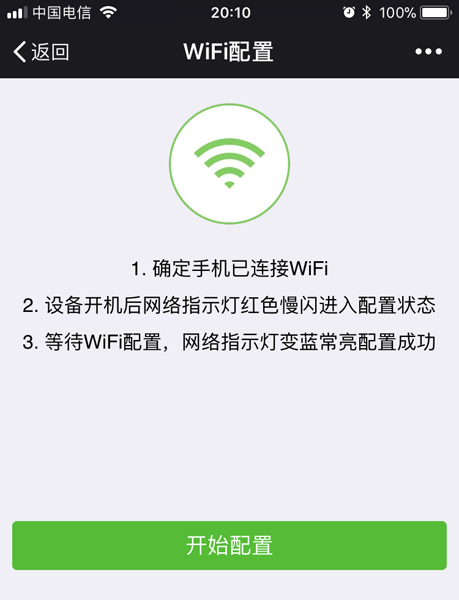 中国电信 20:10 100%
返回 WiFi配置
1. 确定手机已连接WiFi
2. 设备开机后网络指示灯红色慢闪进入配置状态
3. 等待WiFi配置，网络指示灯变蓝常亮配置成功
开始配置